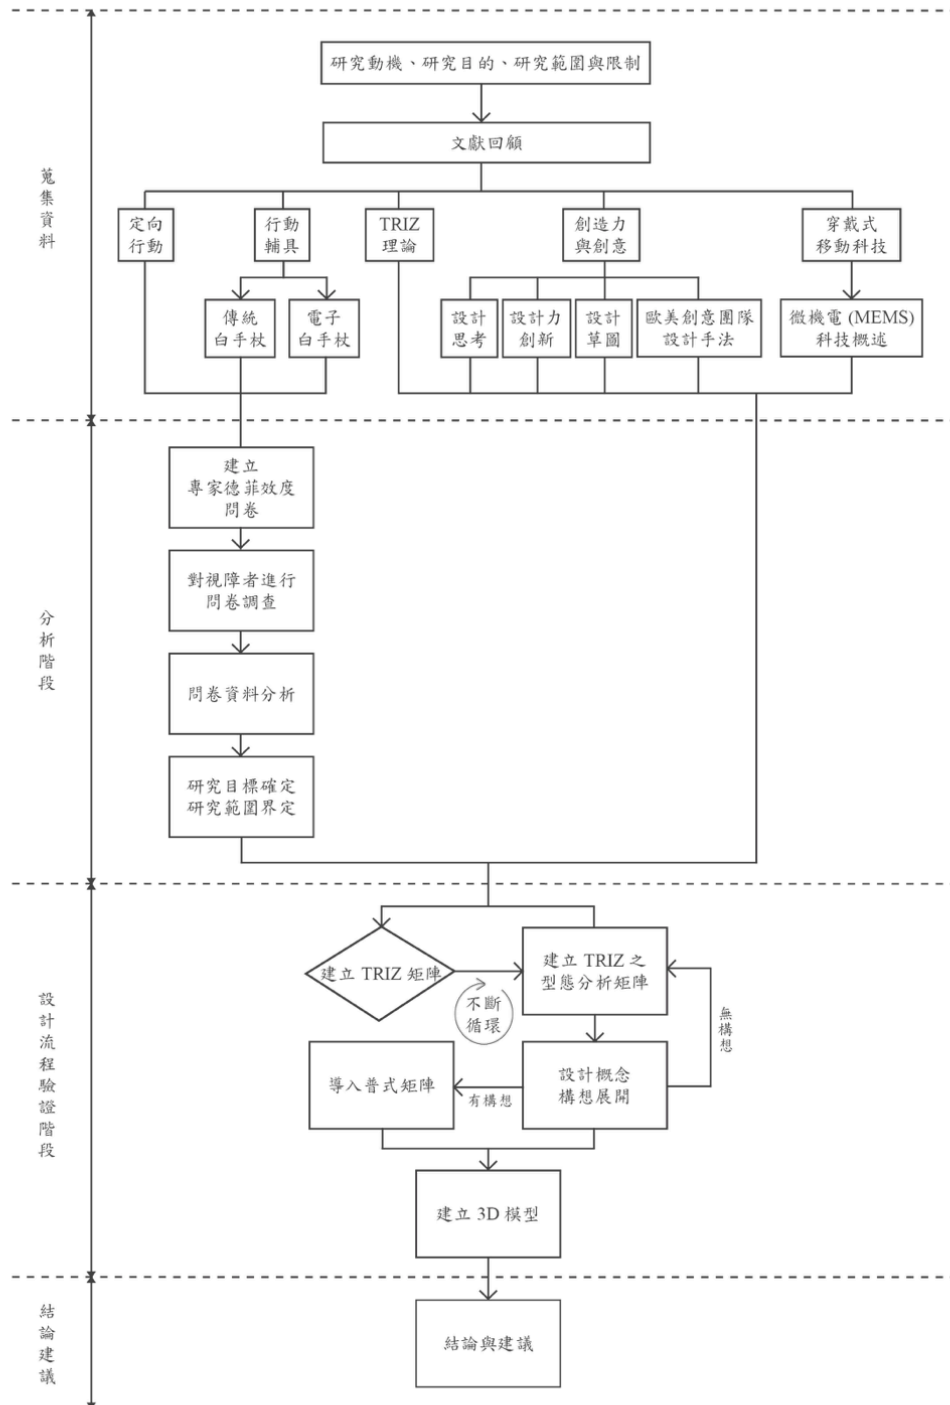 研究動機、研究目的、研究範圍與限制
文獻回顧
蒐集資料
定向
行動
行動
輔具
TRIZ
理論
創造力
與創意
穿戴式
移動科技
傳統
白手杖
電子
白手杖
設計
思考
設計力
創新
設計
草圖
歐美創意團隊
設計手法
微機電 (MEMS)
科技概述
分析階段
建立
專家德菲效度
問卷
對視障者進行
問卷調查
問卷資料分析
研究目標確定
研究範圍界定
設計流程驗證階段
建立 TRIZ 矩陣
不斷
循環
建立 TRIZ 之
型態分析矩陣
無構想
導入普式矩陣
有構想
設計概念
構想展開
建立 3D 模型
結論建議
結論與建議